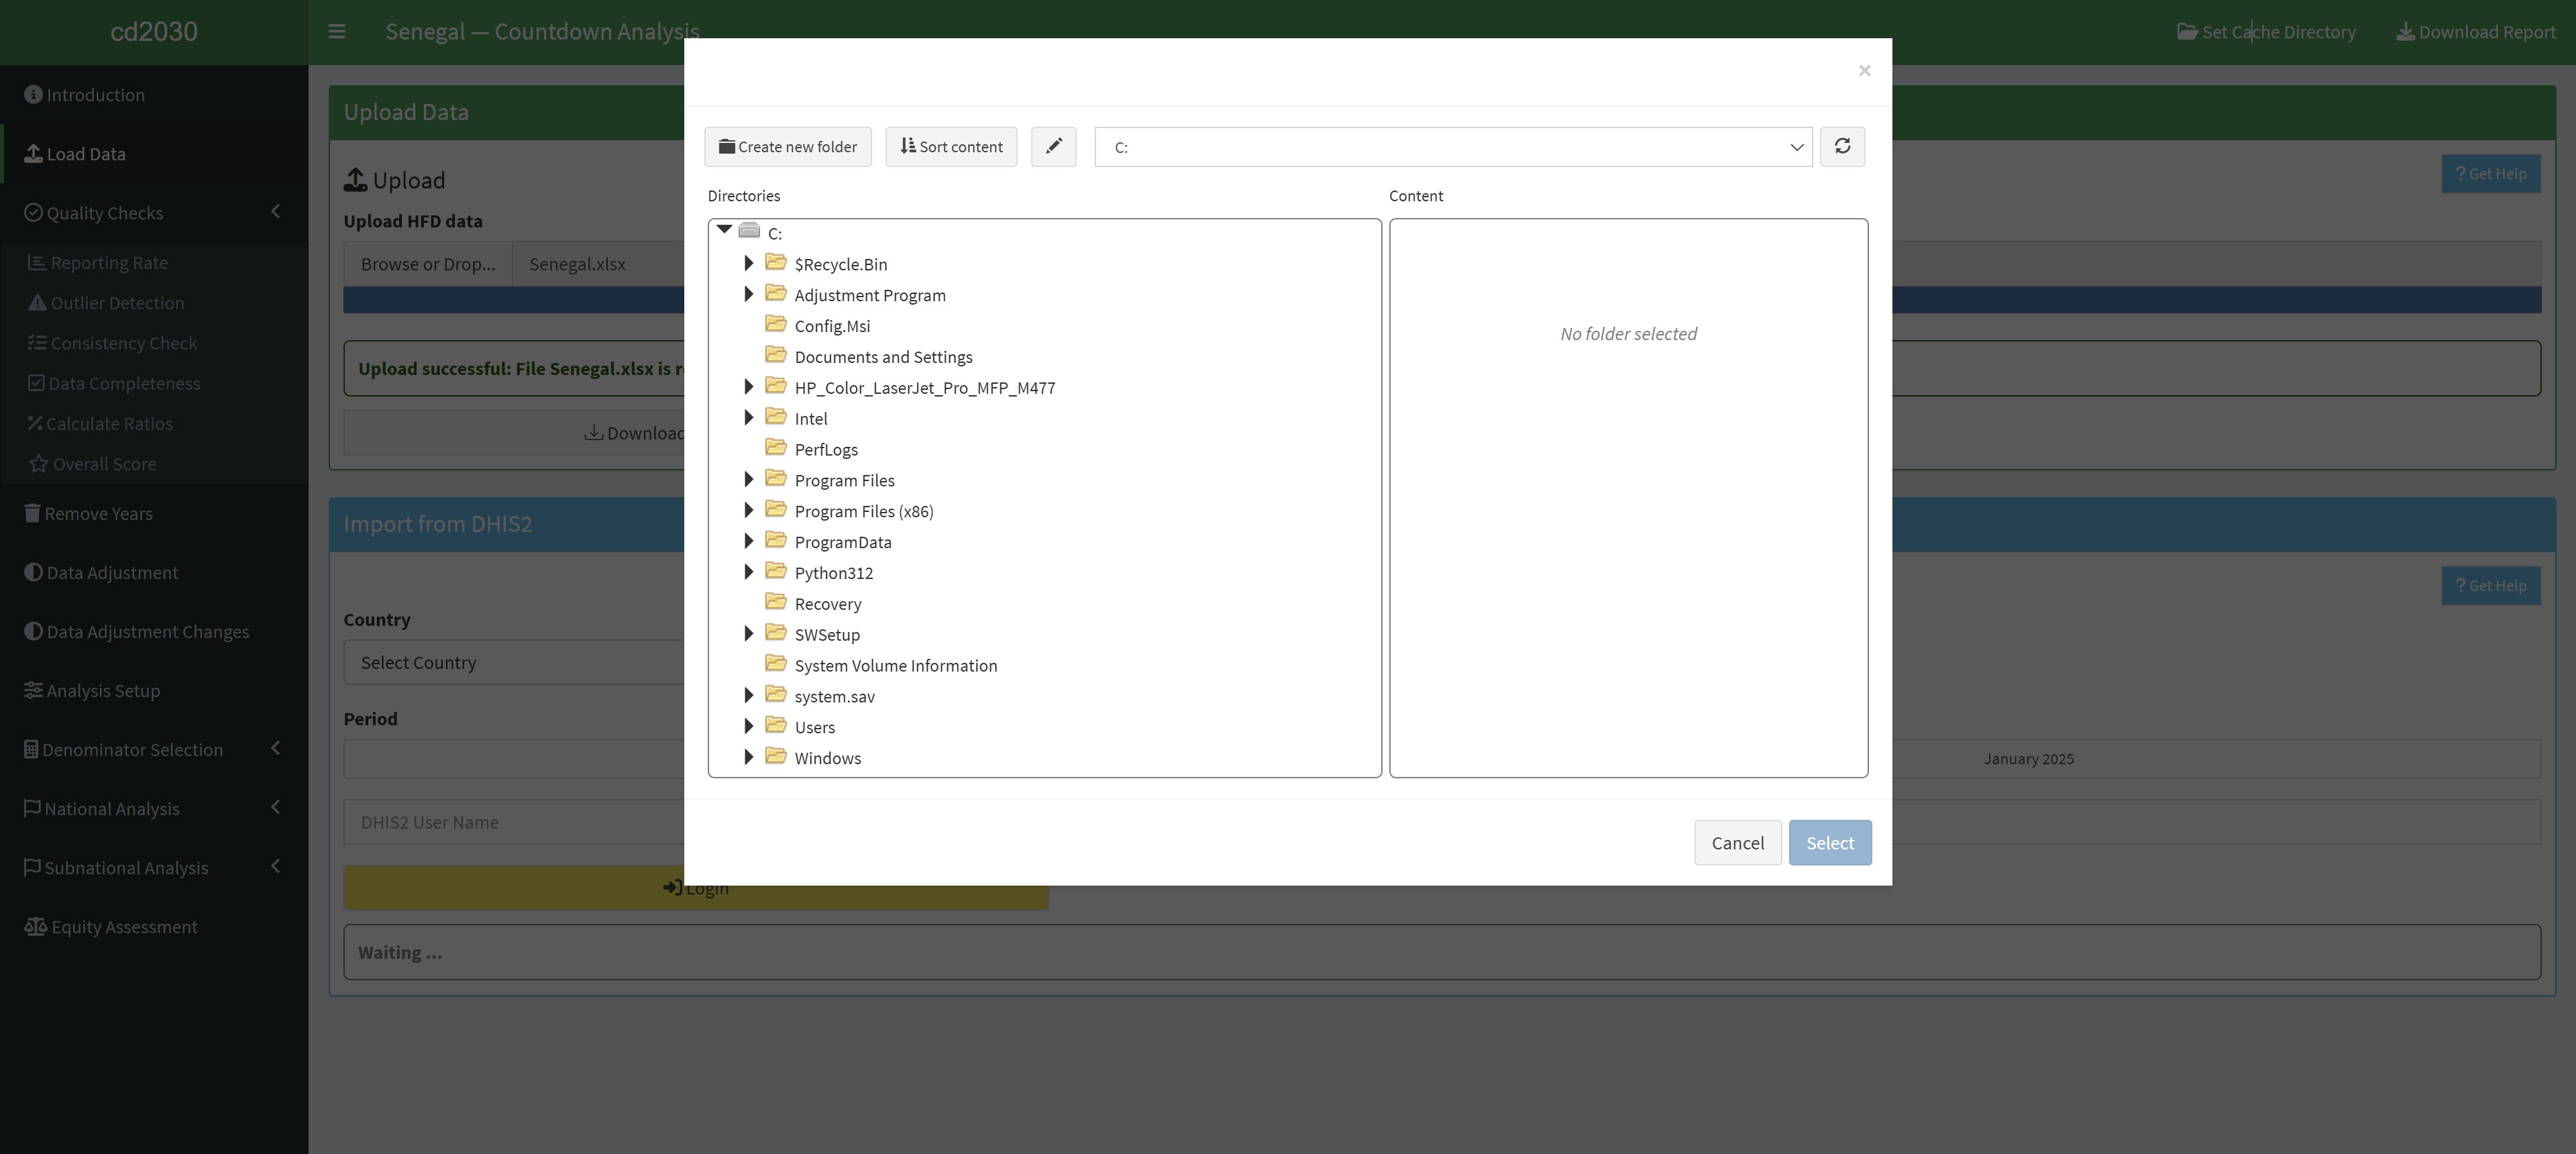 cd2030
Senegal — Countdown Analysis
Set Cache Directory
Download Report
Introduction
Load Data
Quality Checks
Reporting Rate
Outlier Detection
Consistency Check
Data Completeness
Calculate Ratios
Overall Score
Remove Years
Data Adjustment
Data Adjustment Changes
Analysis Setup
Denominator Selection
National Analysis
Subnational Analysis
Equity Assessment
Upload Data
Upload
? Get Help
Upload HFD data
Browse or Drop...
Senegal.xlsx
Upload successful: File Senegal.xlsx is
Download
Import from DHIS2
? Get Help
Country
Select Country
Period
January 2025
DHIS2 User Name
Login
Waiting ...
×
Create new folder
Sort content
C:
Directories
Content
C:
$Recycle.Bin
Adjustment Program
Config.Msi
Documents and Settings
HP_Color_LaserJet_Pro_MFP_M477
Intel
PerfLogs
Program Files
Program Files (x86)
ProgramData
Python312
Recovery
SWSetup
System Volume Information
system.sav
Users
Windows
No folder selected
Cancel
Select